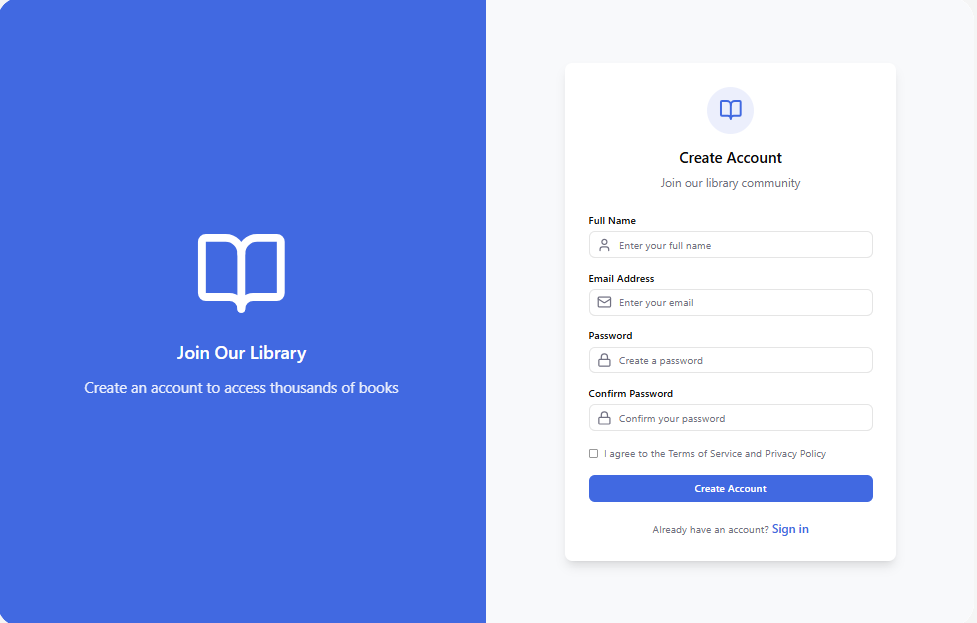 Join Our Library
Create an account to access thousands of books
Create Account
Join our library community
Full Name
Enter your full name
Email Address
Enter your email
Password
Create a password
Confirm Password
Confirm your password
I agree to the Terms of Service and Privacy Policy
Create Account
Already have an account? Sign in